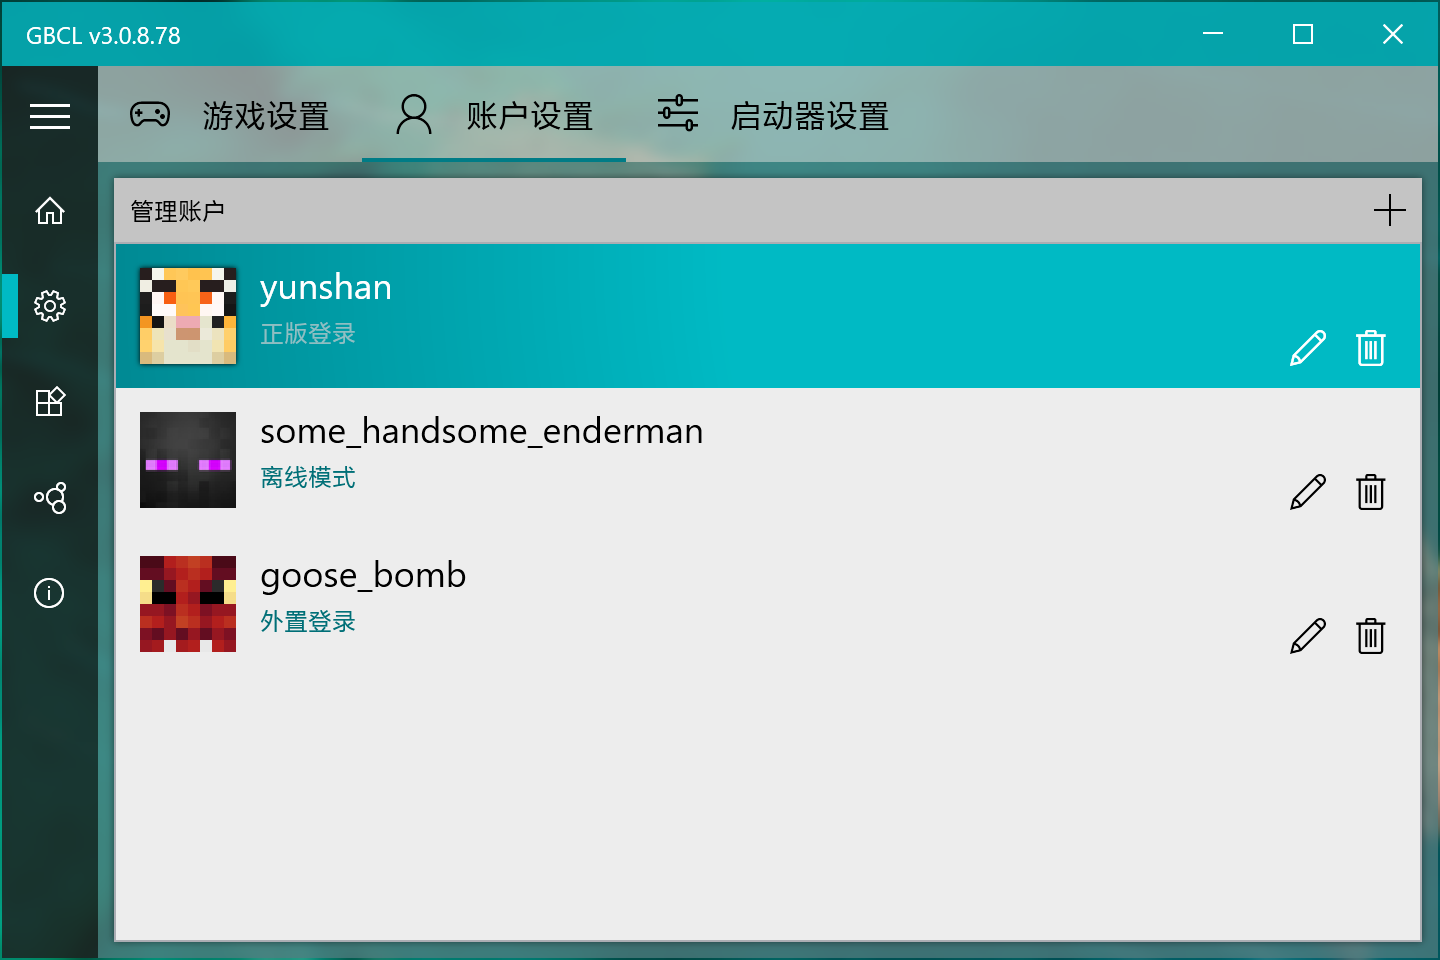 GBCL v3.0.8.78
游戏设置
账户设置
启动器设置
管理账户
yunshan
正版登录
some_handsome_enderman
离线模式
goose_bomb
外置登录